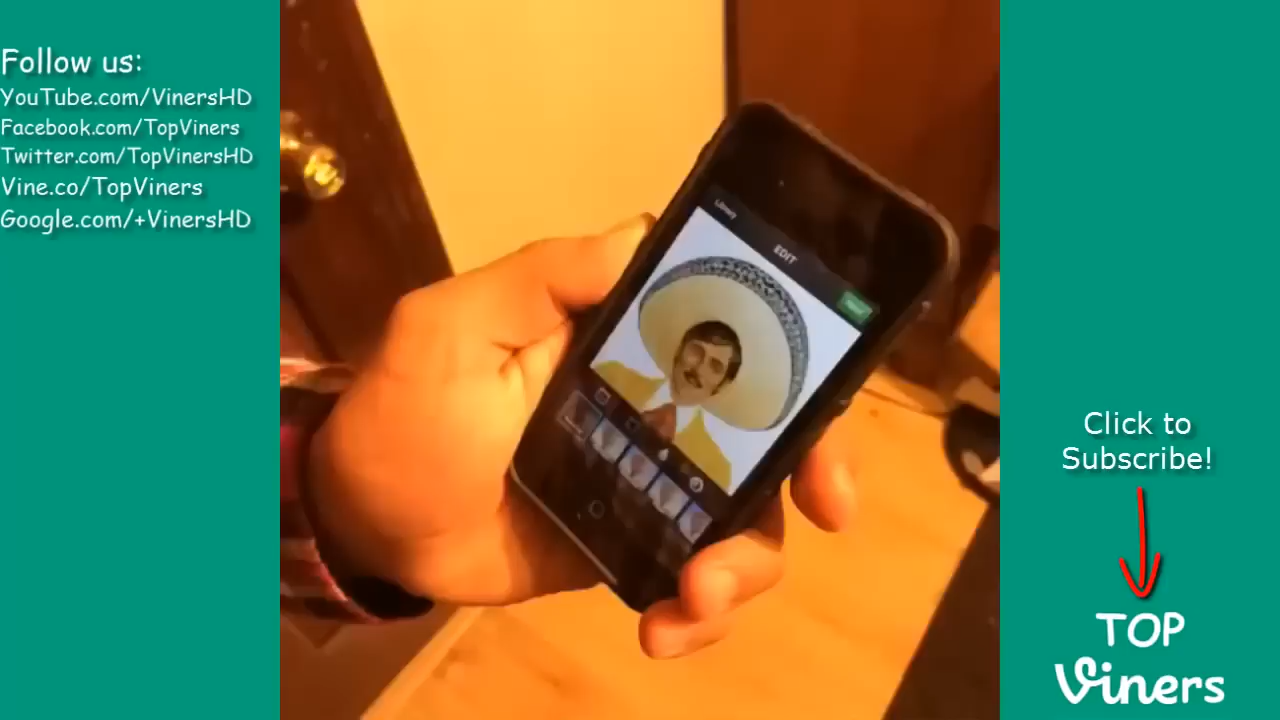 Follow us:
YouTube.com/VinersHD
Facebook.com/TopViners
Twitter.com/TopVinersHD
Vine.co/TopViners
Google.com/+VinersHD
Library
EDIT
Click to
Subscribe!
TOP
Viners